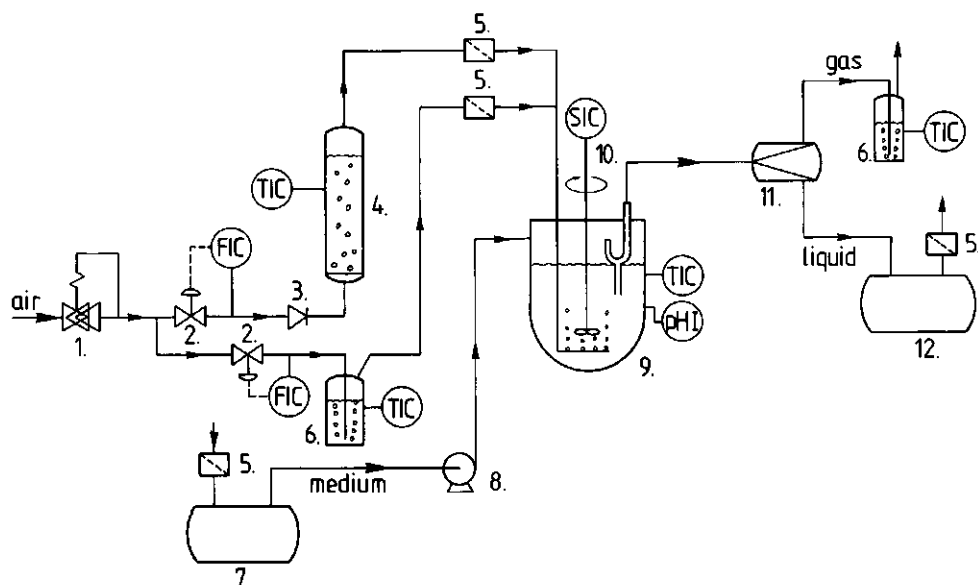 5.
5.
SIC
10.
gas
TIC
6.
TIC
4.
11.
FIC
3.
air
1.
2.
2.
FIC
TIC
6.
TIC
pHI
9.
liquid
5.
12.
5.
medium
8.
7